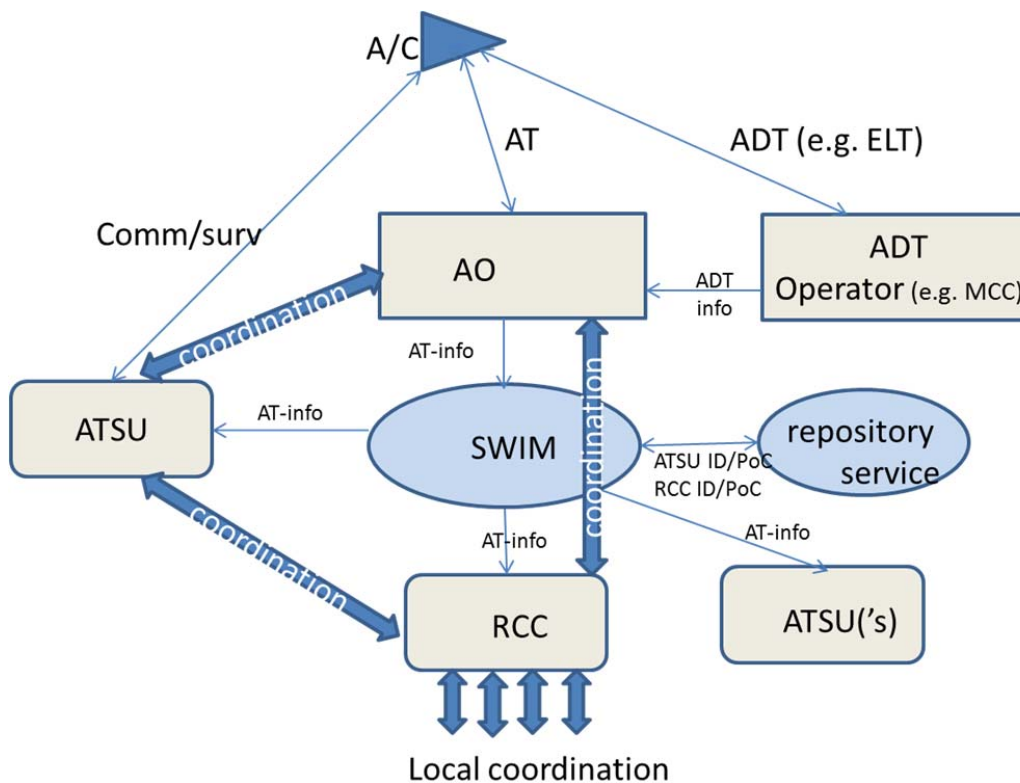 A/C
AT
ADT (e.g. ELT)
Comm/surv
AO
ADT
Operator (e.g. MCC)
ADT
info
coordination
AT-info
ATSU
AT-info
SWIM
coordination
repository
service
ATSU ID/PoC
RCC ID/PoC
coordination
AT-info
AT-info
RCC
ATSU('s)
Local coordination